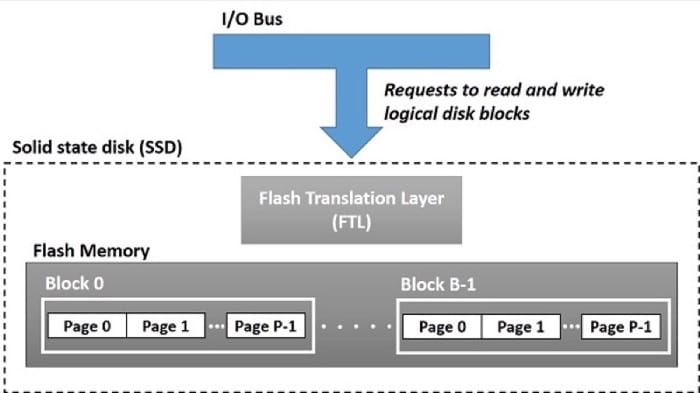 I/O Bus
Requests to read and write
logical disk blocks
Solid state disk (SSD)
Flash Translation Layer
(FTL)
Flash Memory
Block 0
Block B-1
Page 0 Page 1 ... Page P-1 . . . . . Page 0 Page 1 ... Page P-1